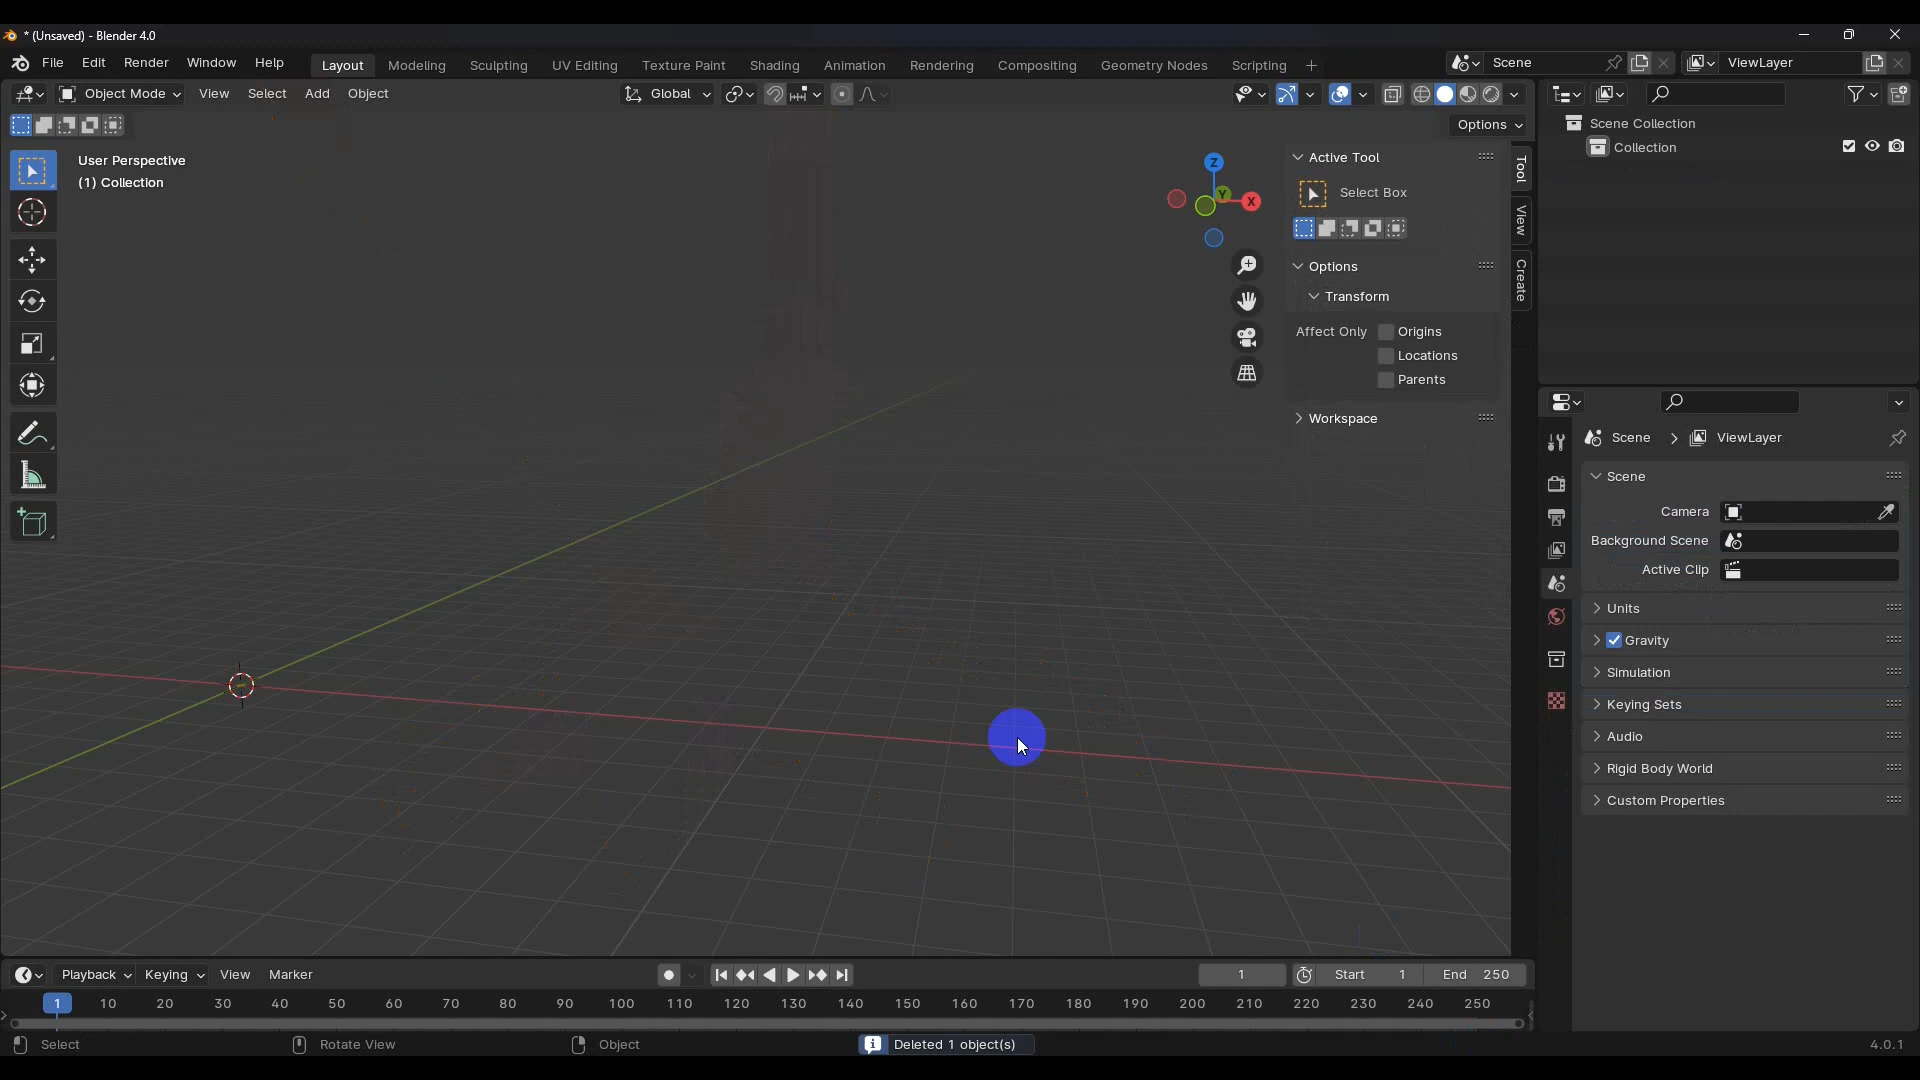 * (Unsaved) - Blender 4.0
File Edit Render Window Help Layout Modeling Sculpting UV Editing Texture Paint Shading Animation Rendering Compositing Geometry Nodes Scripting + Scene ViewLayer
Object Mode View Select Add Object Global
Options
User Perspective
(1) Collection
Z
Y
X
Active Tool
Select Box
Options
Transform
Affect Only Origins
Locations
Parents
Workspace
Tool
View
Create
Scene Collection
Collection
Scene ViewLayer
Scene
Camera
Background Scene
Active Clip
Units
Gravity
Simulation
Keying Sets
Audio
Rigid Body World
Custom Properties
Playback Keying View Marker 1 Start 1 End 250
1 10 20 30 40 50 60 70 80 90 100 110 120 130 140 150 160 170 180 190 200 210 220 230 240 250
Select Rotate View Object Deleted 1 object(s) 4.0.1